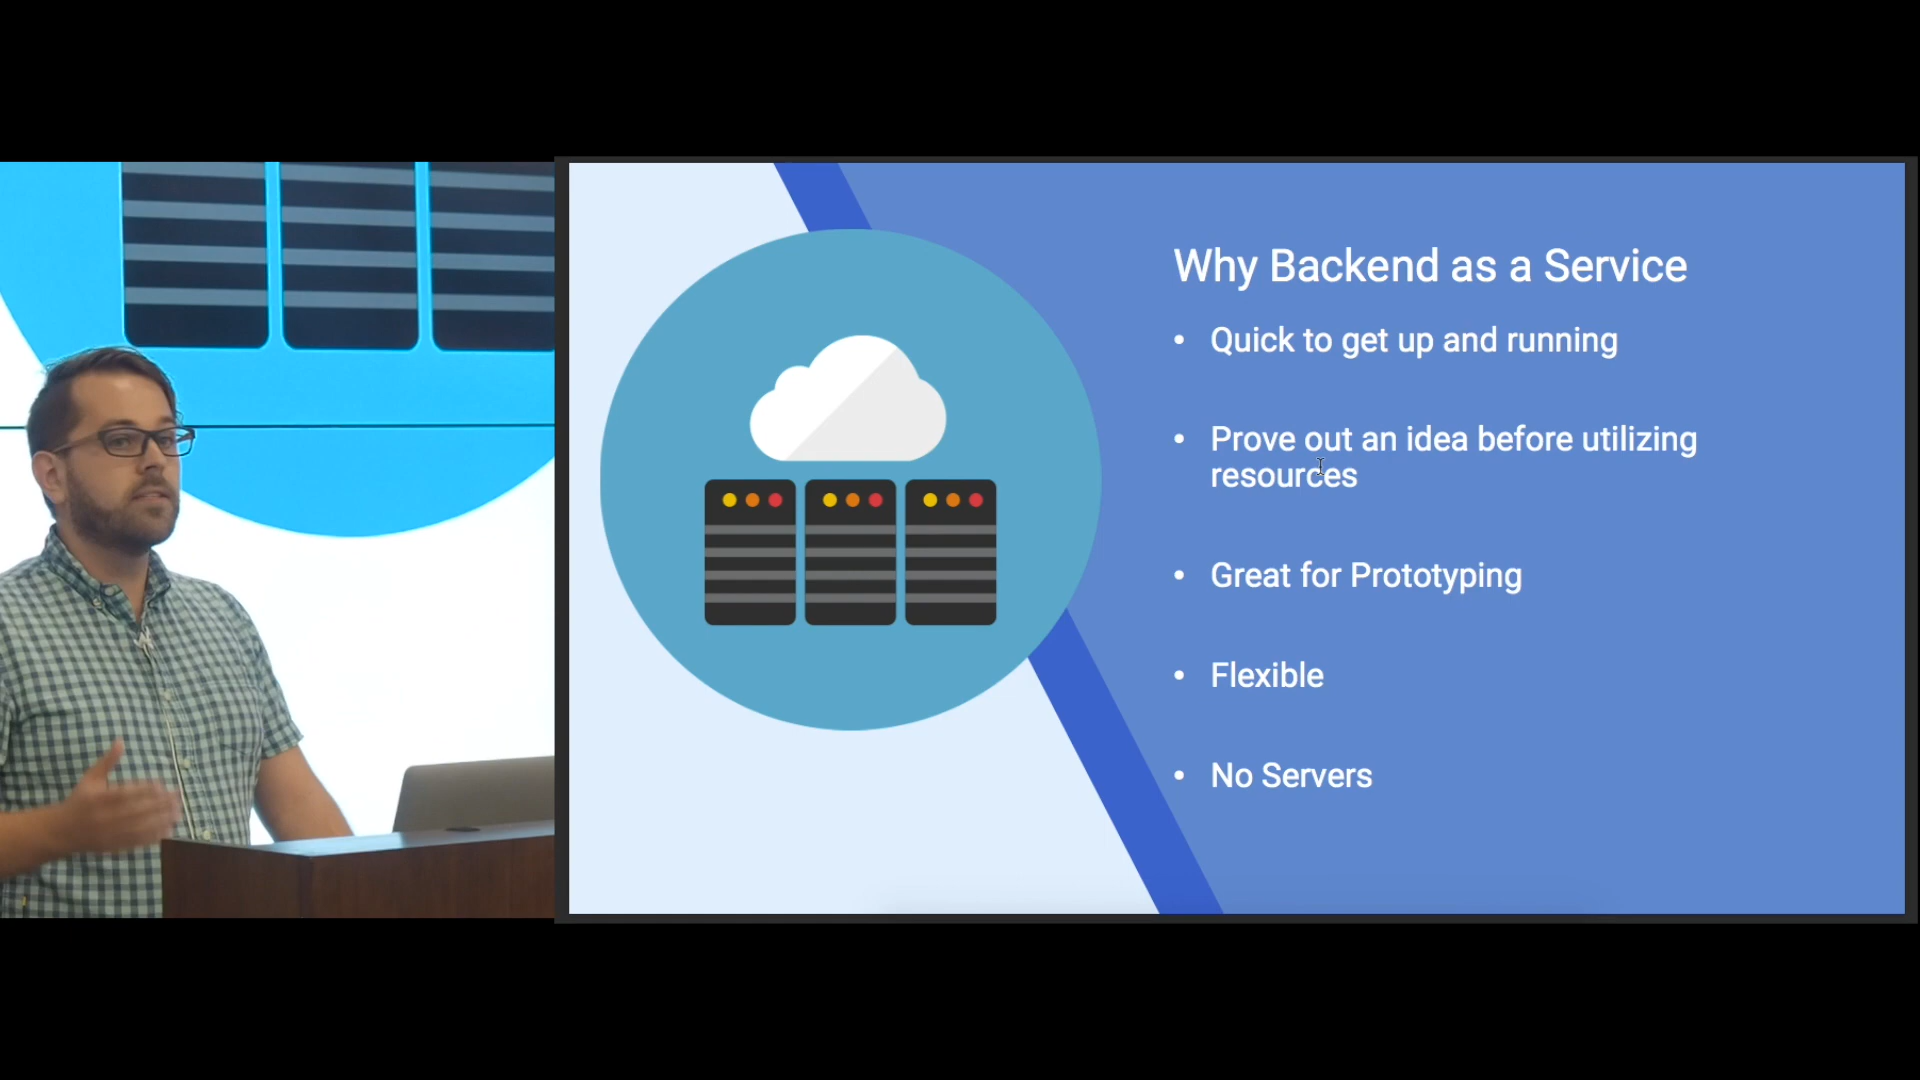 Why Backend as a Service
• Quick to get up and running
• Prove out an idea before utilizing
resources
• Great for Prototyping
• Flexible
• No Servers